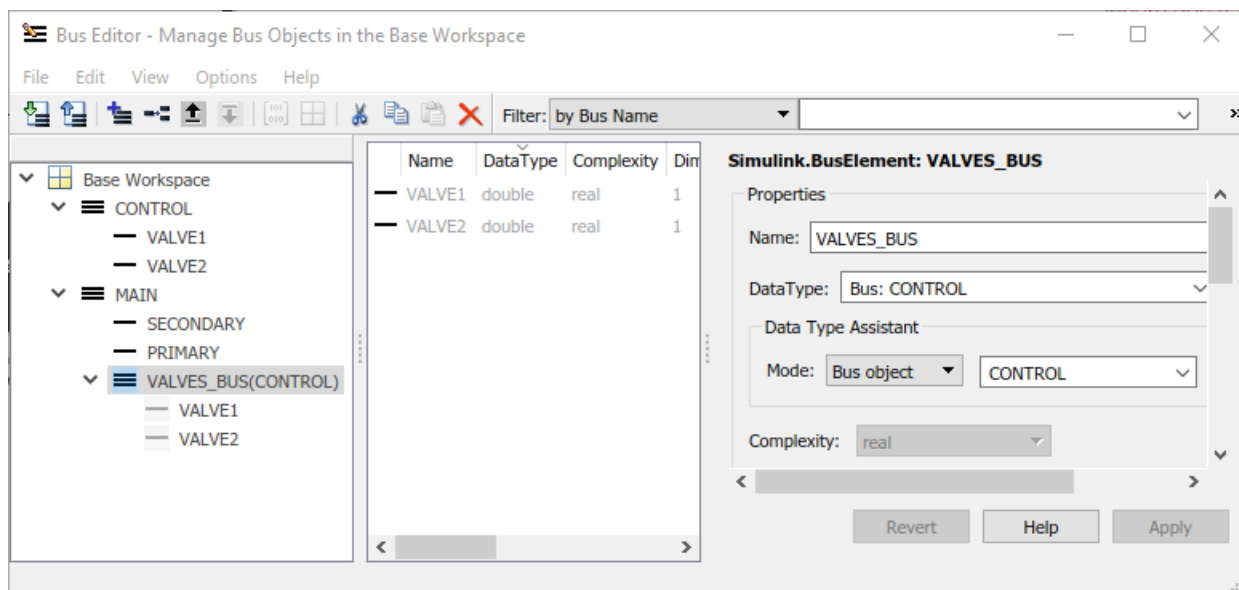 Bus Editor - Manage Bus Objects in the Base Workspace
File Edit View Options Help
Filter: by Bus Name
Base Workspace
CONTROL
VALVE1
VALVE2
MAIN
SECONDARY
PRIMARY
VALVES_BUS(CONTROL)
VALVE1
VALVE2
Name DataType Complexity Dim
VALVE1 double real 1
VALVE2 double real 1
Simulink.BusElement: VALVES_BUS
Properties
Name: VALVES_BUS
DataType: Bus: CONTROL
Data Type Assistant
Mode: Bus object CONTROL
Complexity: real
Revert Help Apply